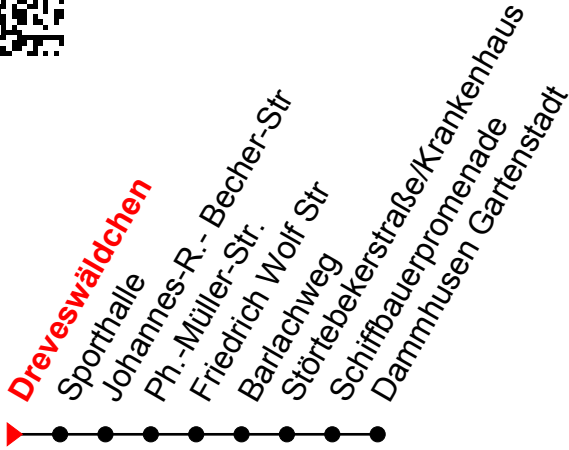 Dreveswäldchen
Sporthalle
Johannes-R.- Becher-Str
Ph.-Müller-Str.
Friedrich Wolf Str
Barlachweg
Störtebekerstraße/Krankenhaus
Schiffbauerpromenade
Dammhusen Gartenstadt